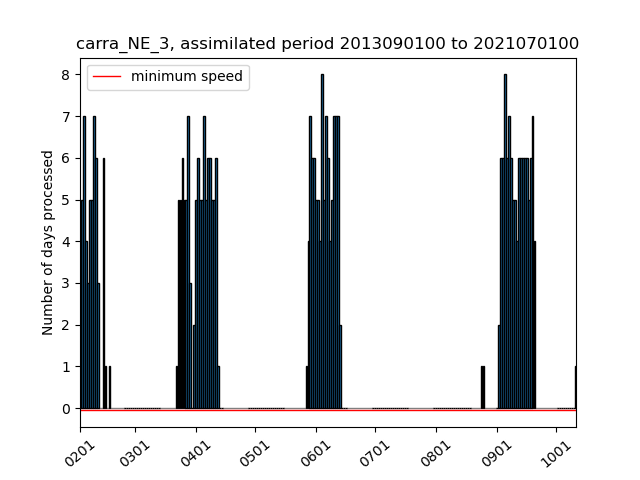 carra_NE_3, assimilated period 2013090100 to 2021070100
minimum speed
Number of days processed
8
7
6
5
4
3
2
1
0
0201 0301 0401 0501 0601 0701 0801 0901 1001